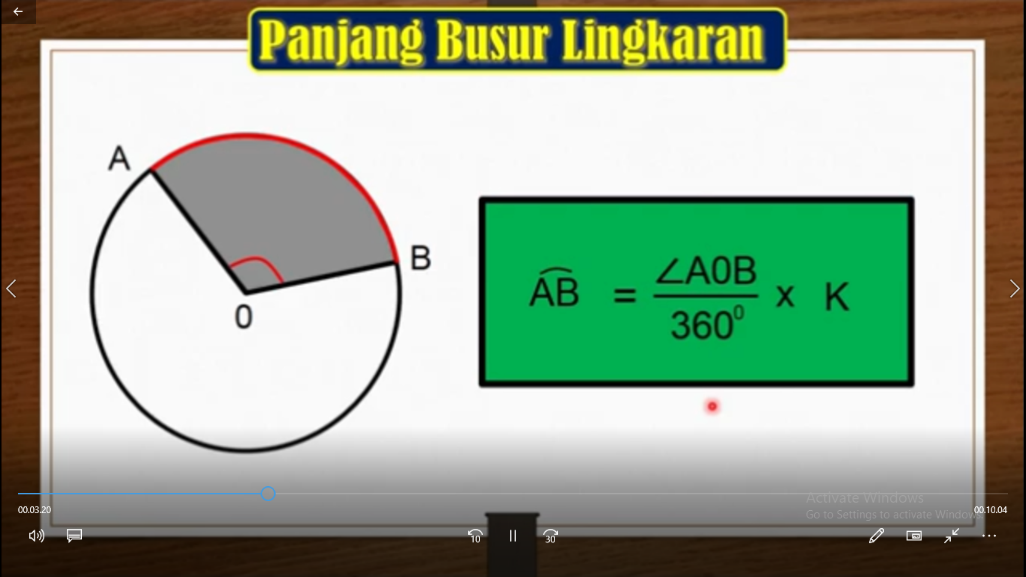 Panjang Busur Lingkaran
A
B
0
AB = ∠A0B / 360⁰ x K
Activate Windows
Go to Settings to activate Windows.
00.03.20
00.10.04
10
30